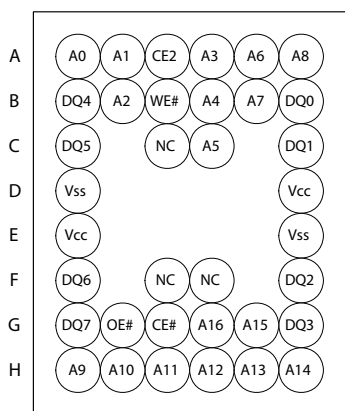 A A0 A1 CE2 A3 A6 A8
B DQ4 A2 WE# A4 A7 DQ0
C DQ5 NC A5 DQ1
D Vss Vcc
E Vcc Vss
F DQ6 NC NC DQ2
G DQ7 OE# CE# A16 A15 DQ3
H A9 A10 A11 A12 A13 A14